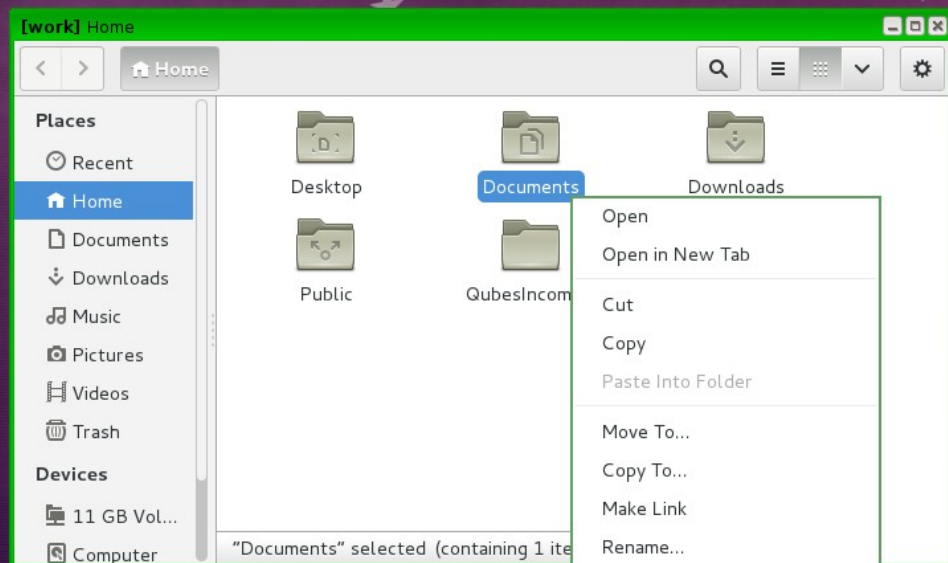 [work] Home
Home
Places
Recent
Home
Documents
Downloads
Music
Pictures
Videos
Trash
Devices
11 GB Vol...
Computer
Desktop
Documents
Downloads
Public
QubesIncom
Open
Open in New Tab
Cut
Copy
Paste Into Folder
Move To...
Copy To...
Make Link
Rename...
"Documents" selected (containing 1 ite